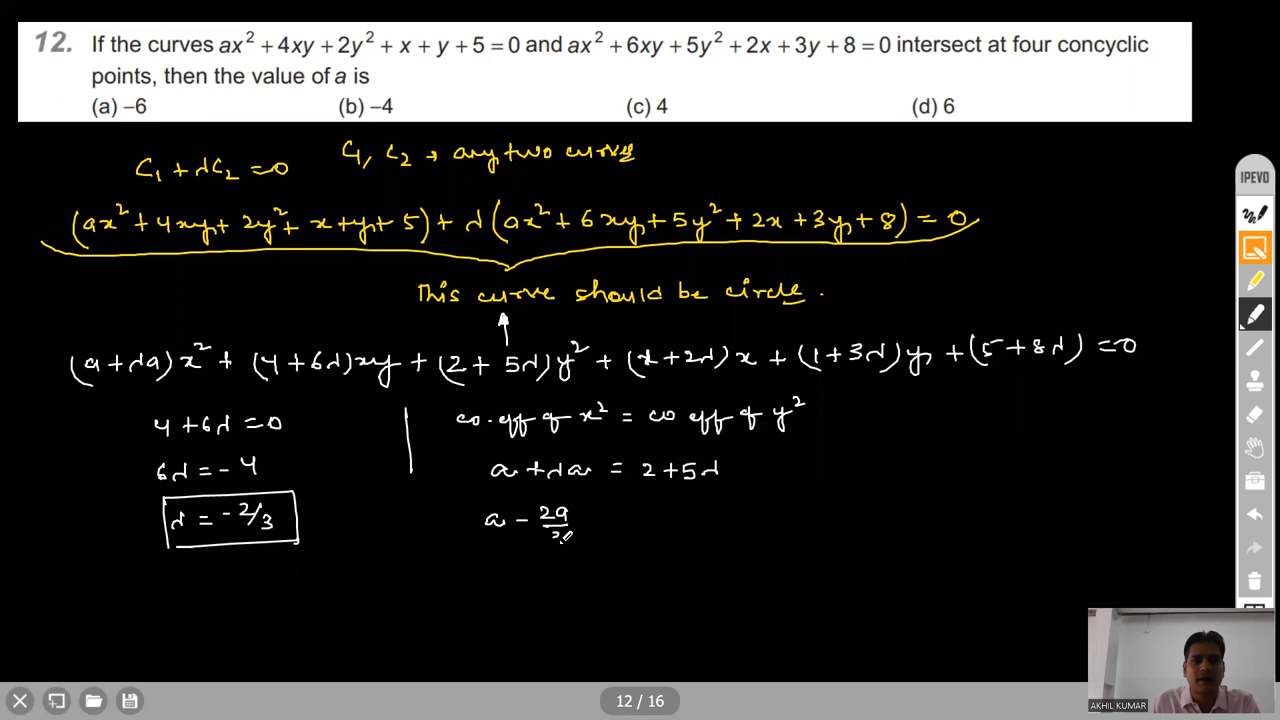 12. If the curves ax² + 4xy + 2y² + x + y + 5 = 0 and ax² + 6xy + 5y² + 2x + 3y + 8 = 0 intersect at four concyclic
points, then the value of a is
(a) –6 (b) –4 (c) 4 (d) 6
C₁ + λC₂ = 0 C₁, C₂ → any two curve
(ax² + 4xy + 2y² + x + y + 5) + λ(ax² + 6xy + 5y² + 2x + 3y + 8) = 0
This curve should be circle.
(a + λa)x² + (4 + 6λ)xy + (2 + 5λ)y² + (1 + 2λ)x + (1 + 3λ)y + (5 + 8λ) = 0
4 + 6λ = 0
6λ = -4
λ = -2/3
co.eff of x² = co eff of y²
a + λa = 2 + 5λ
a - 2a/3
IPEVO
12 / 16
AKHIL KUMAR